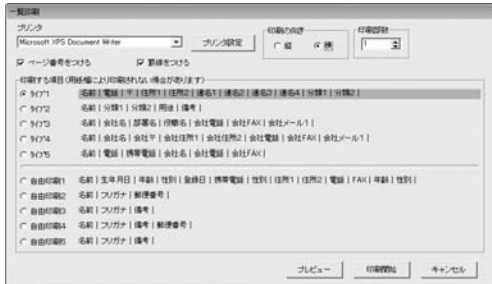 一覧印刷
プリンタ
Microsoft XPS Document Writer
プリンタ設定
印刷の向き
縦
横
印刷部数
1
ページ番号をつける
罫線をつける
印刷する項目(用紙幅により印刷されない場合があります)
タイプ1 名前 | 電話 | 〒 | 住所1 | 住所2 | 連名1 | 連名2 | 連名3 | 連名4 | 分類1 | 分類2 |
タイプ2 名前 | 分類1 | 分類2 | 用途 | 備考 |
タイプ3 名前 | 会社名 | 部署名 | 役職名 | 会社電話 | 会社FAX | 会社メール1 |
タイプ4 名前 | 会社名 | 会社〒 | 会社住所1 | 会社住所2 | 会社電話 | 会社FAX | 会社メール1 |
タイプ5 名前 | 電話 | 携帯電話 | 会社名 | 会社電話 | 会社FAX |
自由印刷1 名前 | 生年月日 | 年齢 | 性別 | 登録日 | 携帯電話 | 性別 | 住所1 | 住所2 | 電話 | FAX | 年齢 | 性別 |
自由印刷2 名前 | フリガナ | 郵便番号 |
自由印刷3 名前 | フリガナ | 備考 |
自由印刷4 名前 | フリガナ | 備考 | 郵便番号 |
自由印刷5 名前 | フリガナ | 備考 |
プレビュー
印刷開始
キャンセル